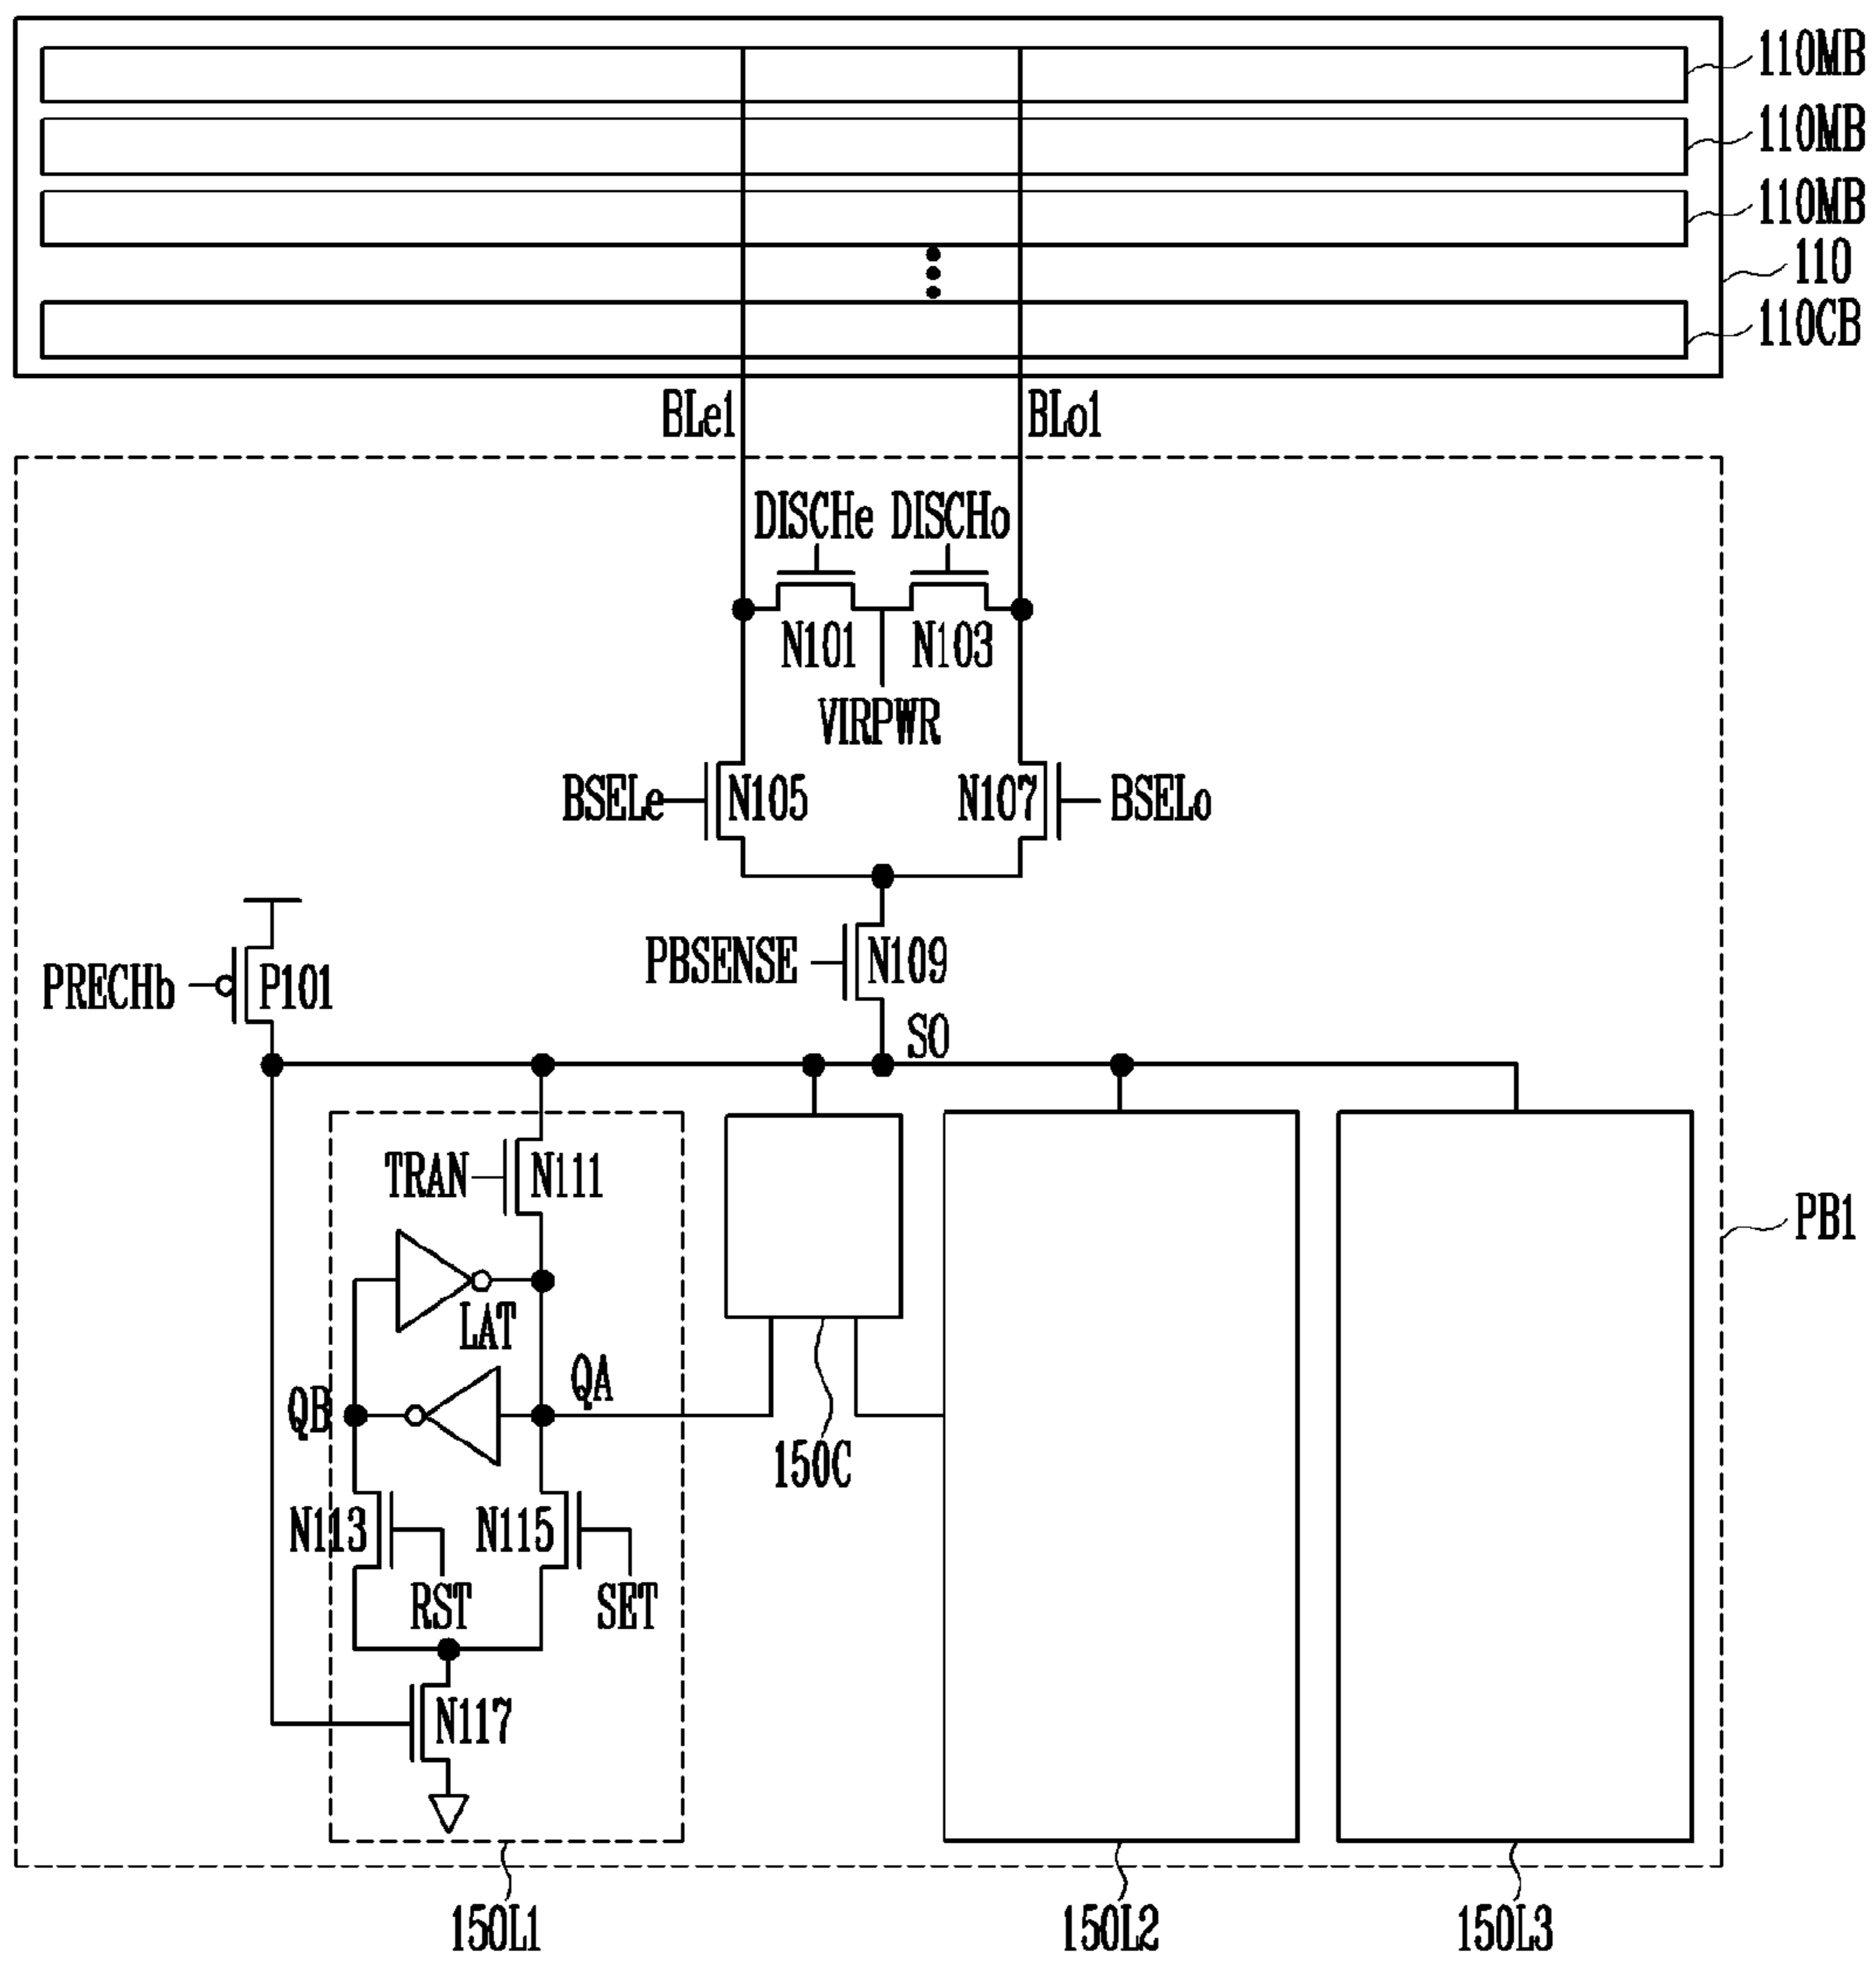 110MB
110MB
110MB
110
110CB
BLe1 BLo1
DISCHe DISCHo
N101 N103
VIRPWR
BSELe N105 N107 BSELo
PBSENSE N109
PRECHb P101
SO
TRAN N111
PB1
LAT
QB QA
150C
N113 N115
RST SET
N117
150L1 150L2 150L3